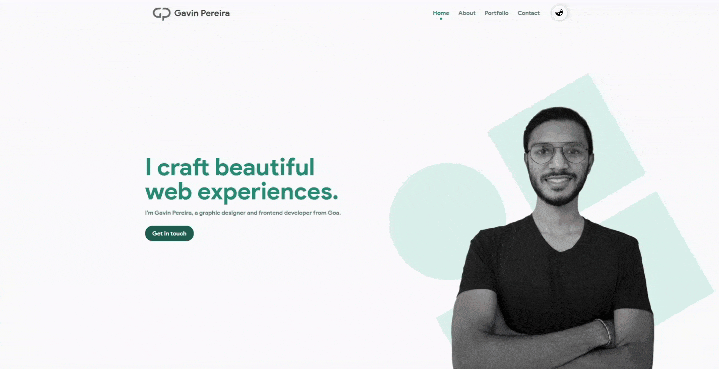 GP Gavin Pereira
Home About Portfolio Contact
I craft beautiful
web experiences.
I'm Gavin Pereira, a graphic designer and frontend developer from Goa.
Get in touch